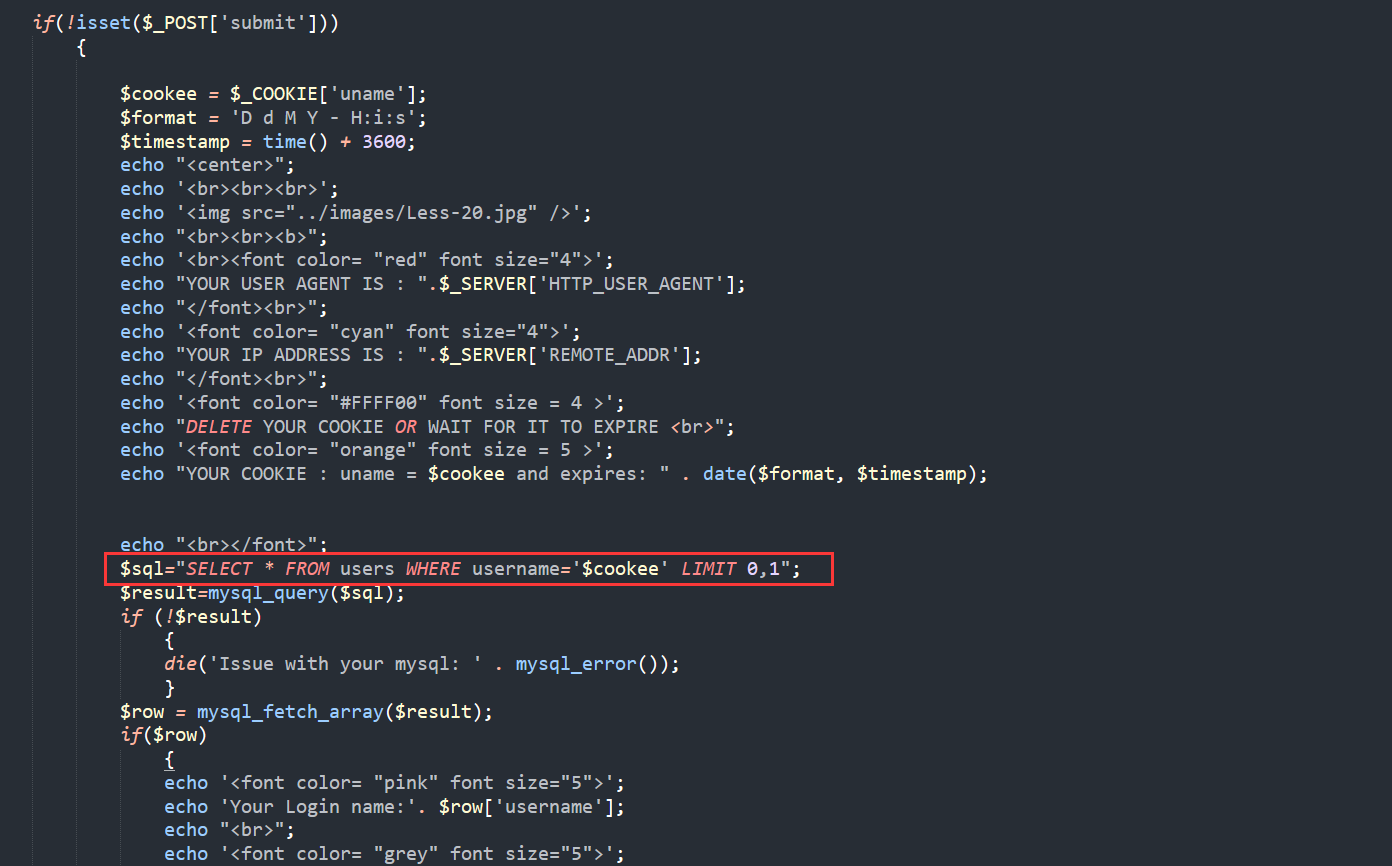 if(!isset($_POST['submit']))
{
$cookee = $_COOKIE['uname'];
$format = 'D d M Y - H:i:s';
$timestamp = time() + 3600;
echo "<center>";
echo '<br><br><br>';
echo '<img src="../images/Less-20.jpg" />';
echo "<br><br><b>";
echo '<br><font color= "red" font size="4">';
echo "YOUR USER AGENT IS : ".$_SERVER['HTTP_USER_AGENT'];
echo "</font><br>";
echo '<font color= "cyan" font size="4">';
echo "YOUR IP ADDRESS IS : ".$_SERVER['REMOTE_ADDR'];
echo "</font><br>";
echo '<font color= "#FFFF00" font size = 4 >';
echo "DELETE YOUR COOKIE OR WAIT FOR IT TO EXPIRE <br>";
echo '<font color= "orange" font size = 5 >';
echo "YOUR COOKIE : uname = $cookee and expires: " . date($format, $timestamp);
echo "<br></font>";
$sql="SELECT * FROM users WHERE username='$cookee' LIMIT 0,1";
$result=mysql_query($sql);
if (!$result)
{
die('Issue with your mysql: ' . mysql_error());
}
$row = mysql_fetch_array($result);
if($row)
{
echo '<font color= "pink" font size="5">';
echo 'Your Login name:'. $row['username'];
echo "<br>";
echo '<font color= "grey" font size="5">';